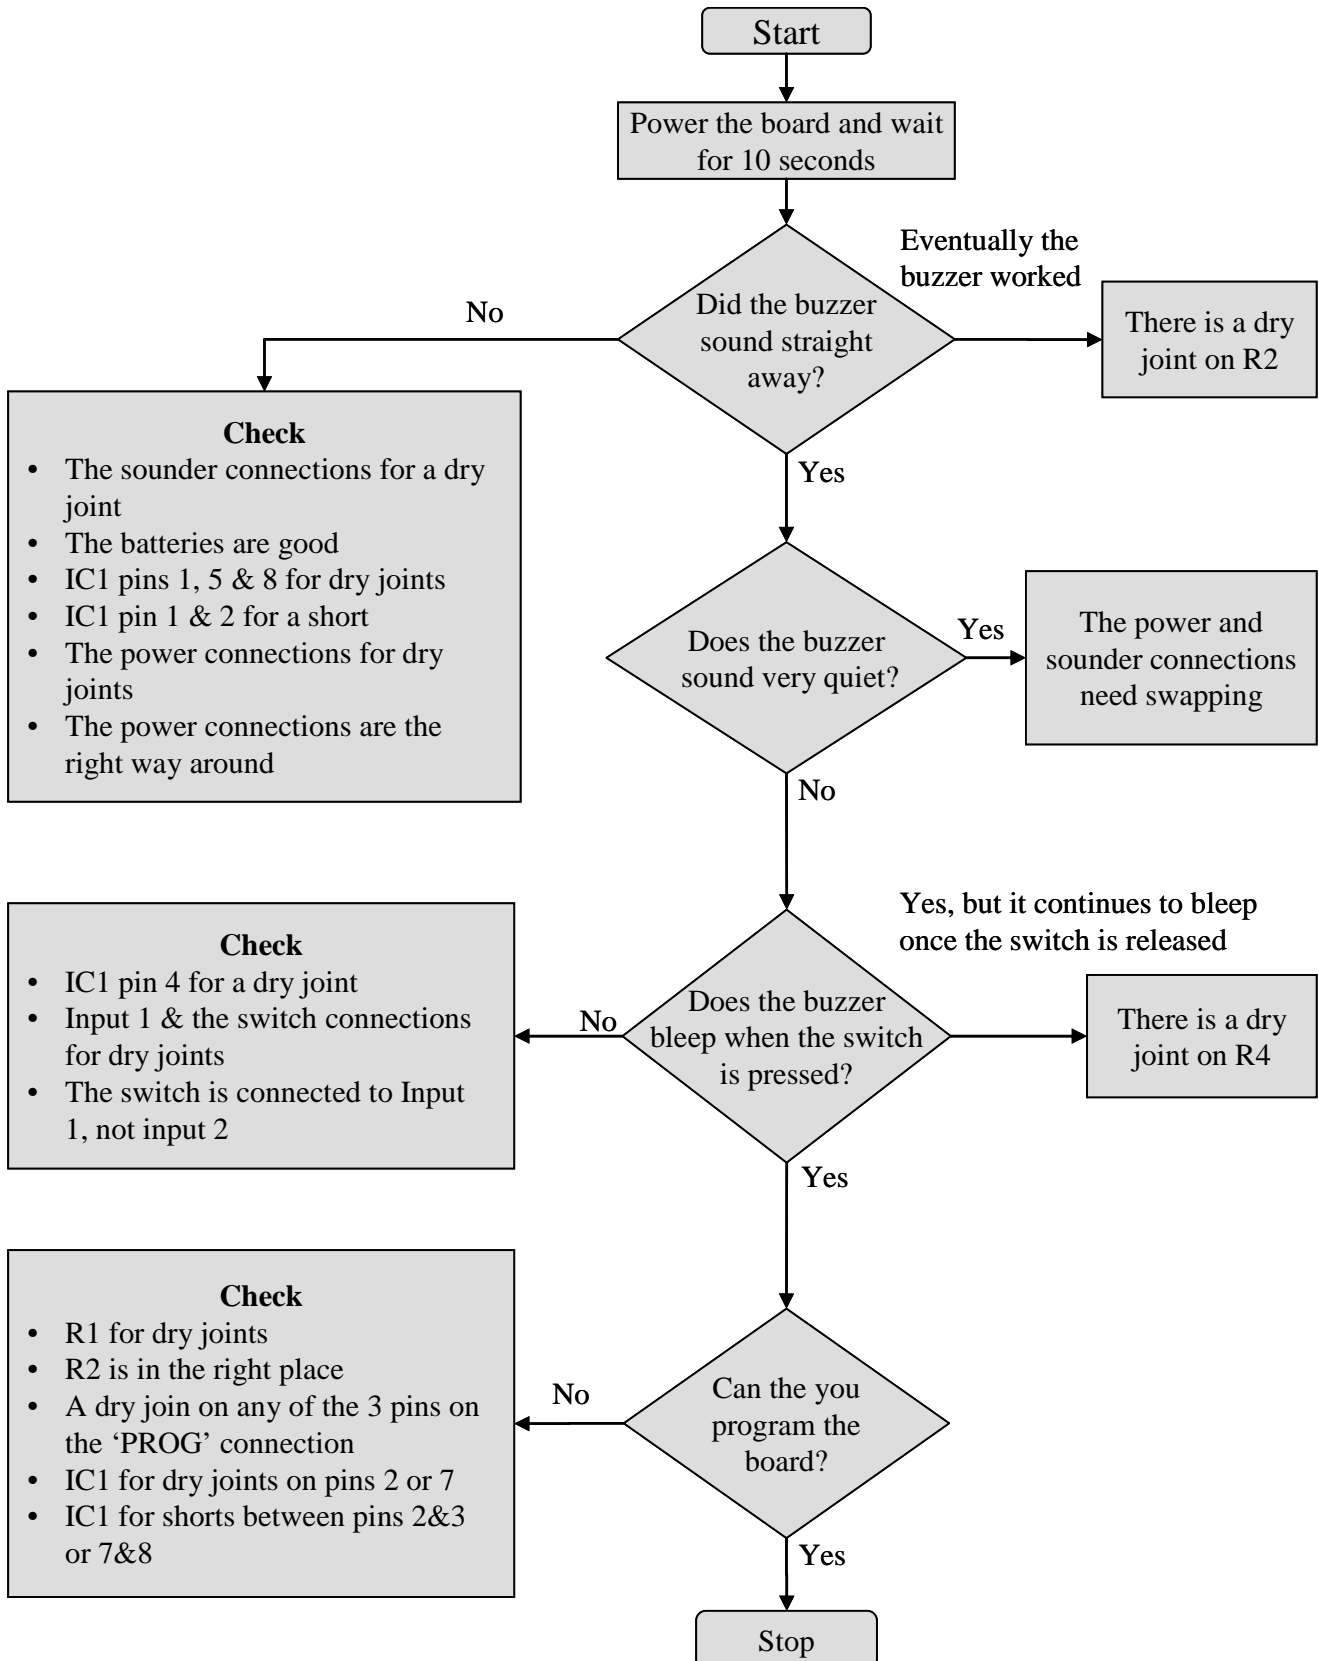 Start
Power the board and wait
for 10 seconds
Eventually the
buzzer worked
No
Did the buzzer
sound straight
away?
There is a dry
joint on R2
Check
• The sounder connections for a dry
joint
• The batteries are good
• IC1 pins 1, 5 & 8 for dry joints
• IC1 pin 1 & 2 for a short
• The power connections for dry
joints
• The power connections are the
right way around
Yes
Does the buzzer
sound very quiet?
Yes
The power and
sounder connections
need swapping
No
Yes, but it continues to bleep
once the switch is released
Check
• IC1 pin 4 for a dry joint
• Input 1 & the switch connections
for dry joints
• The switch is connected to Input
1, not input 2
No
Does the buzzer
bleep when the switch
is pressed?
There is a dry
joint on R4
Yes
Check
• R1 for dry joints
• R2 is in the right place
• A dry join on any of the 3 pins on
the ‘PROG’ connection
• IC1 for dry joints on pins 2 or 7
• IC1 for shorts between pins 2&3
or 7&8
No
Can the you
program the
board?
Yes
Stop